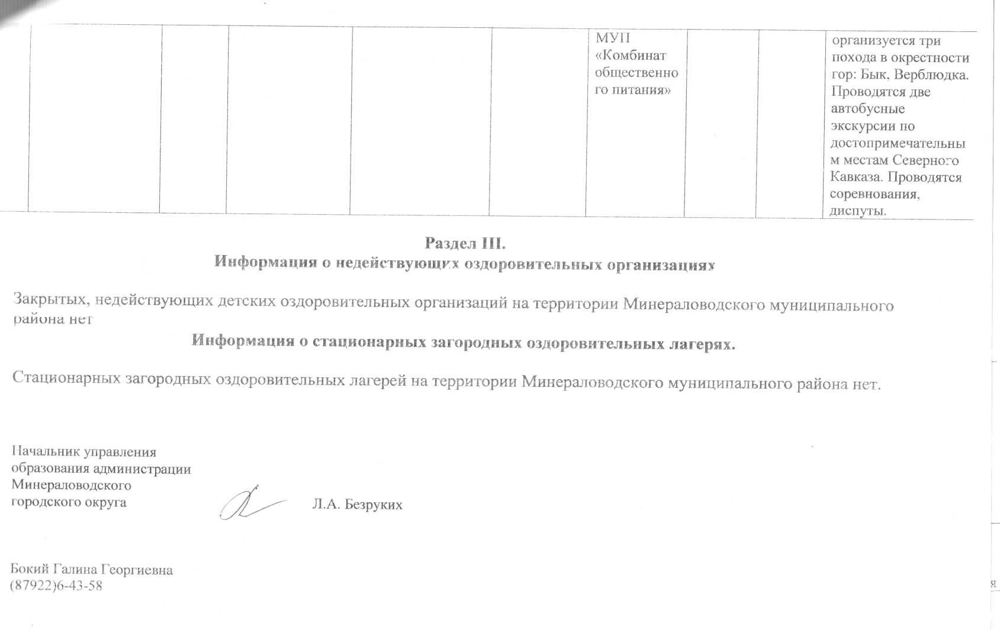 МУП
«Комбинат
общественно
го питания»
организуется три
похода в окрестности
гор: Бык, Верблюдка.
Проводятся две
автобусные
экскурсии по
достопримечательны
м местам Северного
Кавказа. Проводятся
соревнования,
диспуты.
Раздел III.
Информация о недействующих оздоровительных организациях
Закрытых, недействующих детских оздоровительных организаций на территории Минераловодского муниципального
района нет
Информация о стационарных загородных оздоровительных лагерях.
Стационарных загородных оздоровительных лагерей на территории Минераловодского муниципального района нет.
Начальник управления
образования администрации
Минераловодского
городского округа
Л.А. Безруких
Бокий Галина Георгиевна
(87922)6-43-58
я